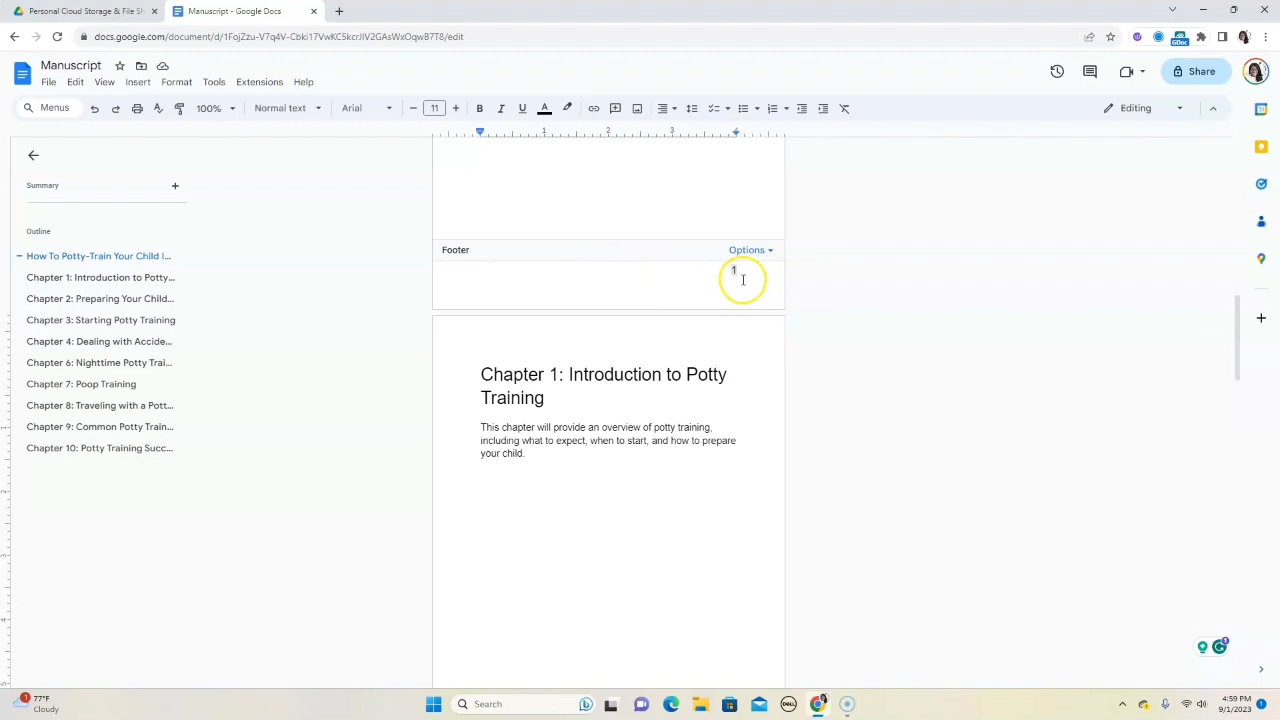 Personal Cloud Storage & File Sh
Manuscript - Google Docs
docs.google.com/document/d/1FojZzu-V7q4V-Cbki17VwKC5kcrJIV2GAsWxOqwB7T8/edit
Manuscript
File Edit View Insert Format Tools Extensions Help
Share
Menus
100%
Normal text
Arial
11
B I U A
Editing
1 2 3
Summary
Outline
How To Potty-Train Your Child I...
Chapter 1: Introduction to Potty...
Chapter 2: Preparing Your Child...
Chapter 3: Starting Potty Training
Chapter 4: Dealing with Accide...
Chapter 6: Nighttime Potty Trai...
Chapter 7: Poop Training
Chapter 8: Traveling with a Pott...
Chapter 9: Common Potty Train...
Chapter 10: Potty Training Succ...
Footer
Options
1
Chapter 1: Introduction to Potty
Training
This chapter will provide an overview of potty training,
including what to expect, when to start, and how to prepare
your child.
1
77°F
Cloudy
Search
DELL
4:59 PM
9/1/2023